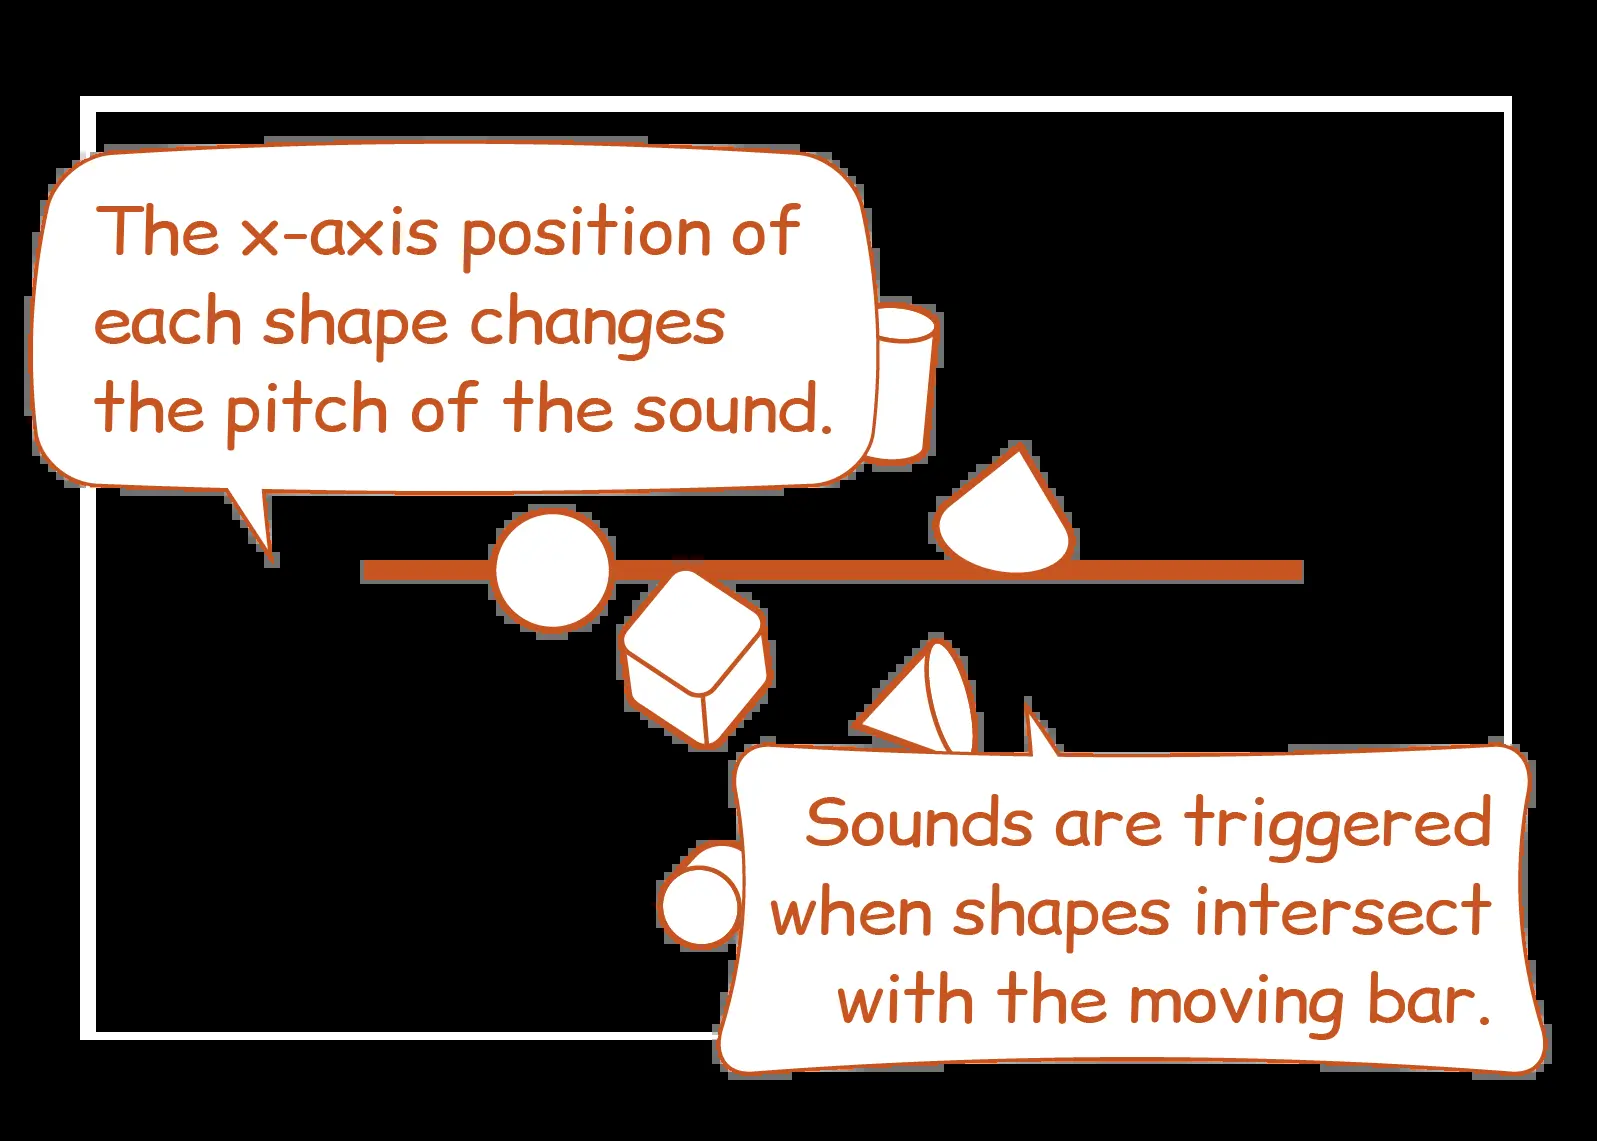 The x-axis position of
each shape changes
the pitch of the sound.
Sounds are triggered
when shapes intersect
with the moving bar.